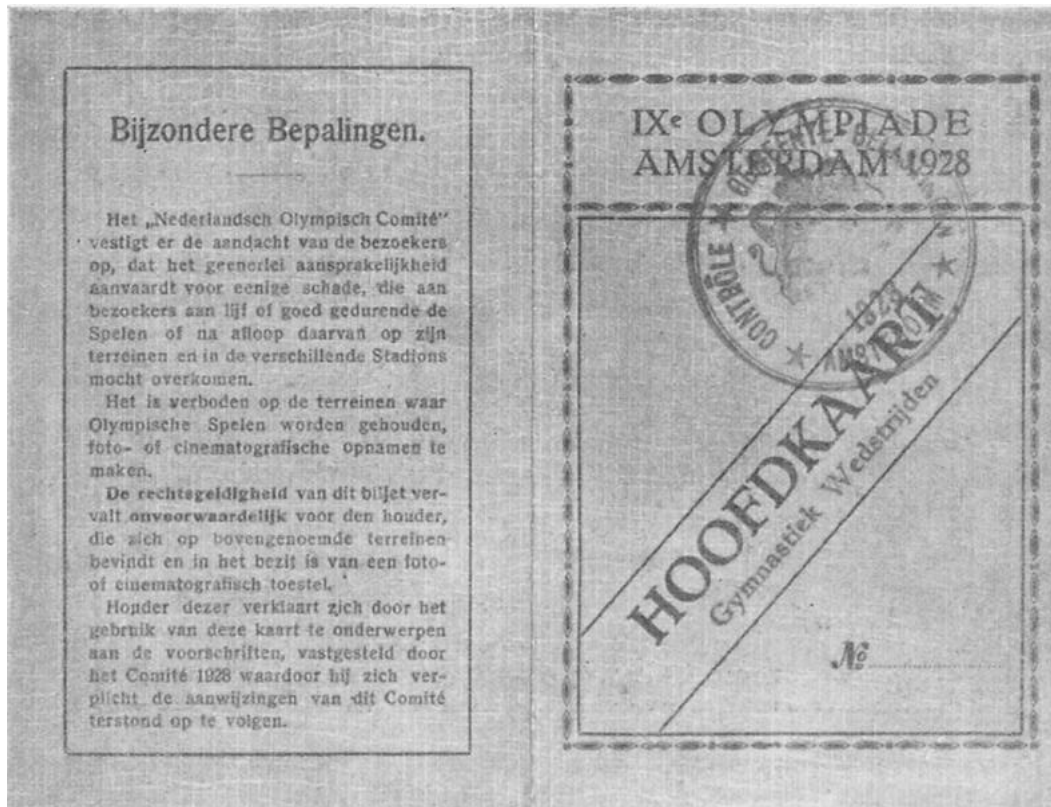 Bijzondere Bepalingen.
Het „Nederlandsch Olympisch Comité”
vestigt er de aandacht van de bezoekers
op, dat het geenerlei aansprakelijkheid
aanvaardt voor eenige schade, die aan
bezoekers aan lijf of goed gedurende de
Spelen of na afloop daarvan op zijn
terreinen en in de verschillende Stadions
mocht overkomen.
Het is verboden op de terreinen waar
Olympische Spelen worden gehouden,
foto- of cinematografische opnamen te
maken.
De rechtsgeldigheid van dit biljet ver-
valt onvoorwaardelijk voor den houder,
die zich op bovengenoemde terreinen
bevindt en in het bezit is van een foto-
of cinematografisch toestel.
Houder dezer verklaart zich door het
gebruik van deze kaart te onderwerpen
aan de voorschriften, vastgesteld door
het Comité 1928 waardoor hij zich ver-
plicht de aanwijzingen van dit Comité
terstond op te volgen.
IXe OLYMPIADE
AMSTERDAM 1928
CONTRÔLE ★ GEMEENTE
1928
★ AMSTERDAM ★
HOOFDKAART
Gymnastiek Wedstrijden
№